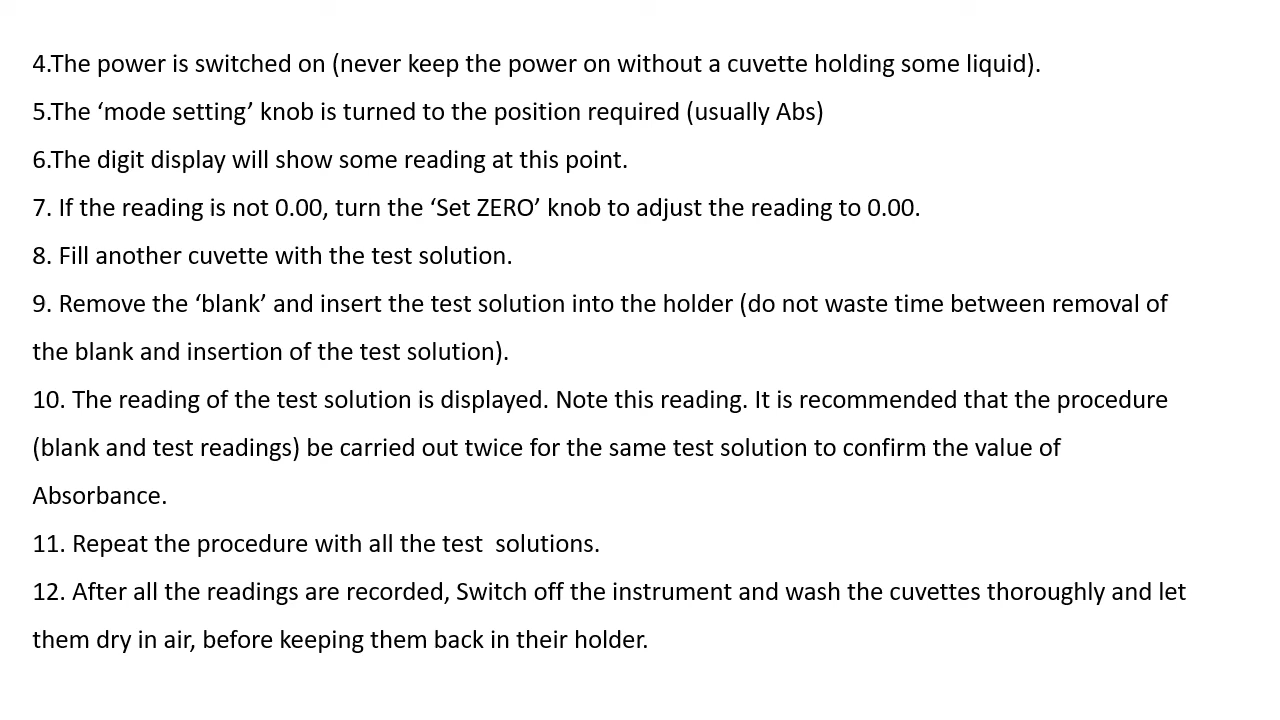 4.The power is switched on (never keep the power on without a cuvette holding some liquid).
5.The ‘mode setting’ knob is turned to the position required (usually Abs)
6.The digit display will show some reading at this point.
7. If the reading is not 0.00, turn the ‘Set ZERO’ knob to adjust the reading to 0.00.
8. Fill another cuvette with the test solution.
9. Remove the ‘blank’ and insert the test solution into the holder (do not waste time between removal of
the blank and insertion of the test solution).
10. The reading of the test solution is displayed. Note this reading. It is recommended that the procedure
(blank and test readings) be carried out twice for the same test solution to confirm the value of
Absorbance.
11. Repeat the procedure with all the test  solutions.
12. After all the readings are recorded, Switch off the instrument and wash the cuvettes thoroughly and let
them dry in air, before keeping them back in their holder.